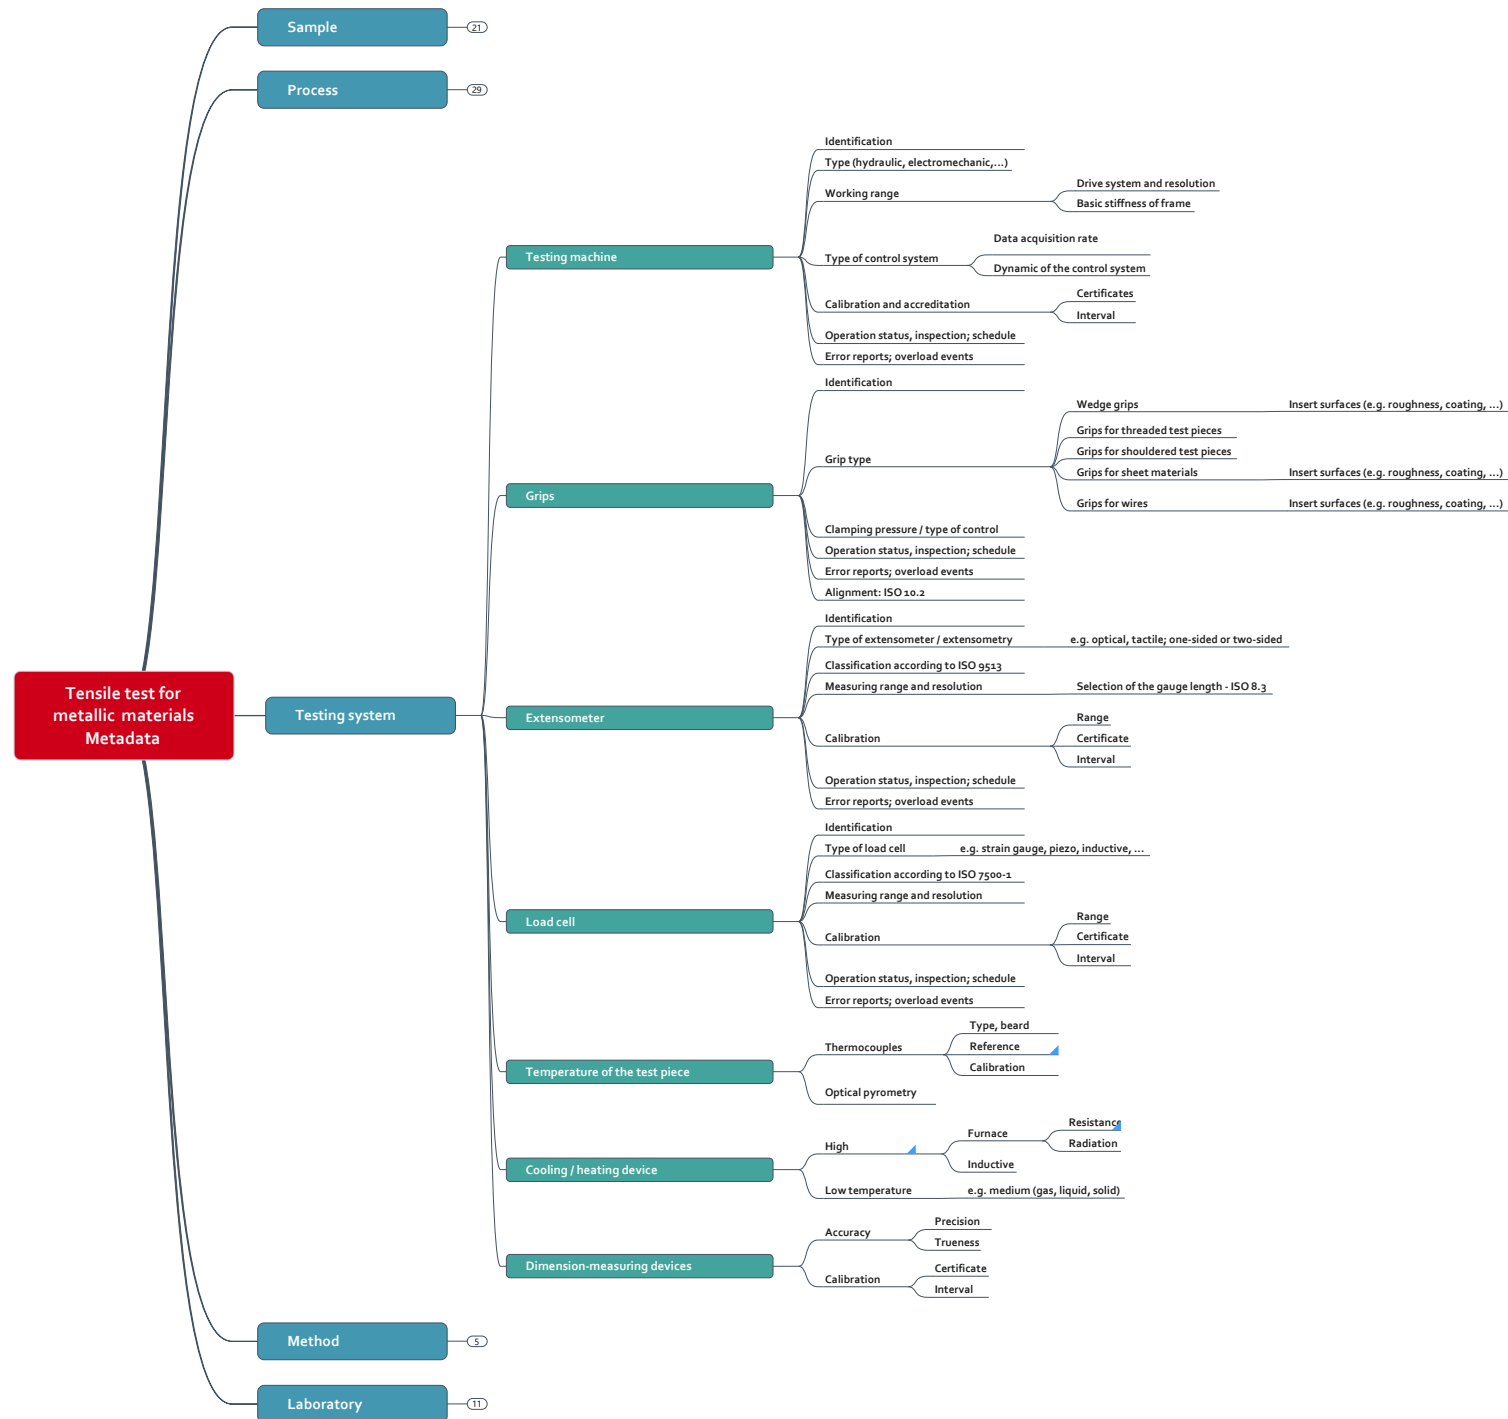 Sample
21
Process
29
Identification
Type (hydraulic, electromechanic,...)
Working range
Drive system and resolution
Basic stiffness of frame
Testing machine
Type of control system
Data acquisition rate
Dynamic of the control system
Calibration and accreditation
Certificates
Interval
Operation status, inspection; schedule
Error reports; overload events
Identification
Grips
Grip type
Wedge grips
Insert surfaces (e.g. roughness, coating, ...)
Grips for threaded test pieces
Grips for shouldered test pieces
Grips for sheet materials
Insert surfaces (e.g. roughness, coating, ...)
Grips for wires
Insert surfaces (e.g. roughness, coating, ...)
Clamping pressure / type of control
Operation status, inspection; schedule
Error reports; overload events
Alignment: ISO 10.2
Tensile test for
metallic materials
Metadata
Testing system
Extensometer
Identification
Type of extensometer / extensometry
e.g. optical, tactile; one-sided or two-sided
Classification according to ISO 9513
Measuring range and resolution
Selection of the gauge length - ISO 8.3
Calibration
Range
Certificate
Interval
Operation status, inspection; schedule
Error reports; overload events
Load cell
Identification
Type of load cell
e.g. strain gauge, piezo, inductive, ...
Classification according to ISO 7500-1
Measuring range and resolution
Calibration
Range
Certificate
Interval
Operation status, inspection; schedule
Error reports; overload events
Temperature of the test piece
Thermocouples
Type, beard
Reference
Calibration
Optical pyrometry
Cooling / heating device
High
Furnace
Resistance
Radiation
Inductive
Low temperature
e.g. medium (gas, liquid, solid)
Dimension-measuring devices
Accuracy
Precision
Trueness
Calibration
Certificate
Interval
Method
5
Laboratory
11